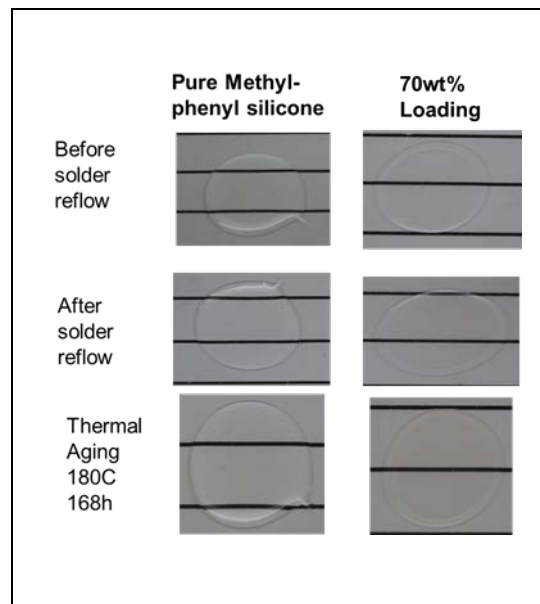 Pure Methyl-
phenyl silicone
70wt%
Loading
Before
solder
reflow
After
solder
reflow
Thermal
Aging
180C
168h